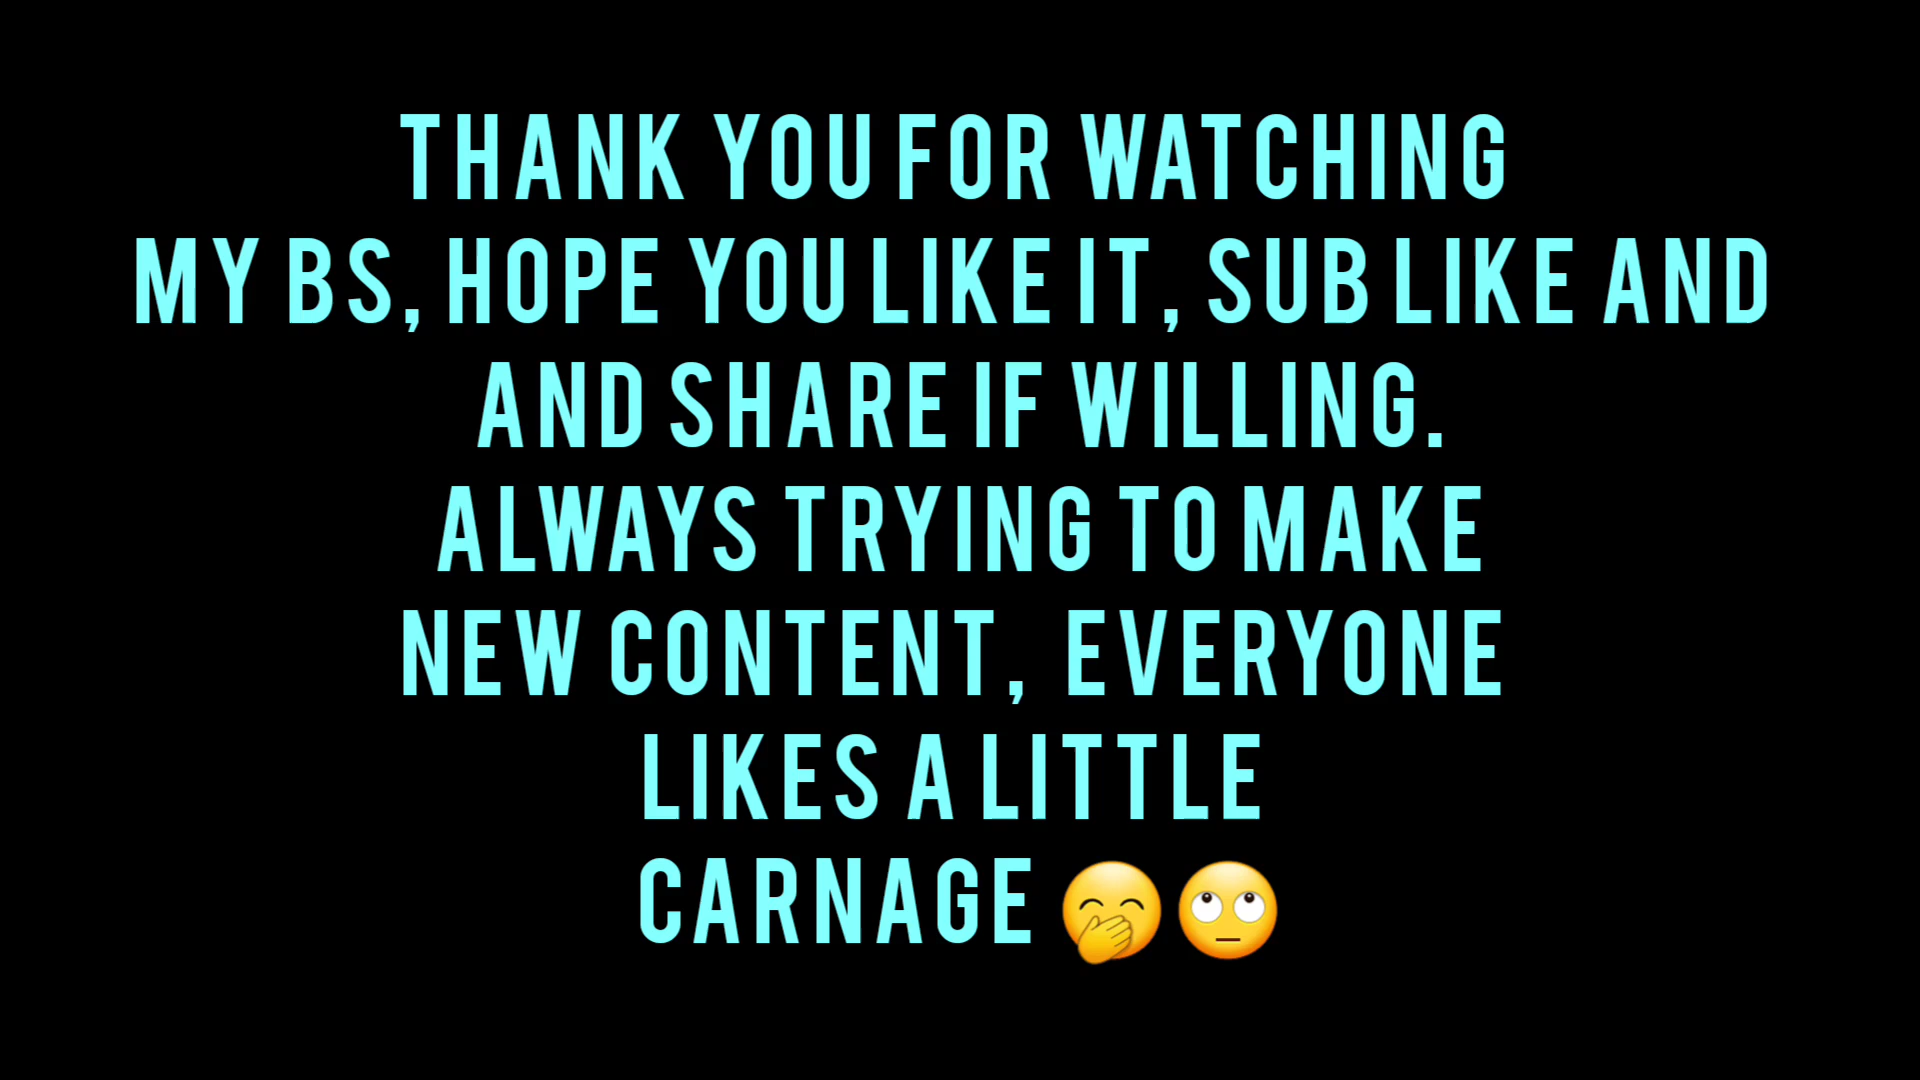 THANK YOU FOR WATCHING
MY BS, HOPE YOU LIKE IT, SUB LIKE AND
AND SHARE IF WILLING.
ALWAYS TRYING TO MAKE
NEW CONTENT, EVERYONE
LIKES A LITTLE
CARNAGE 🤭🙄